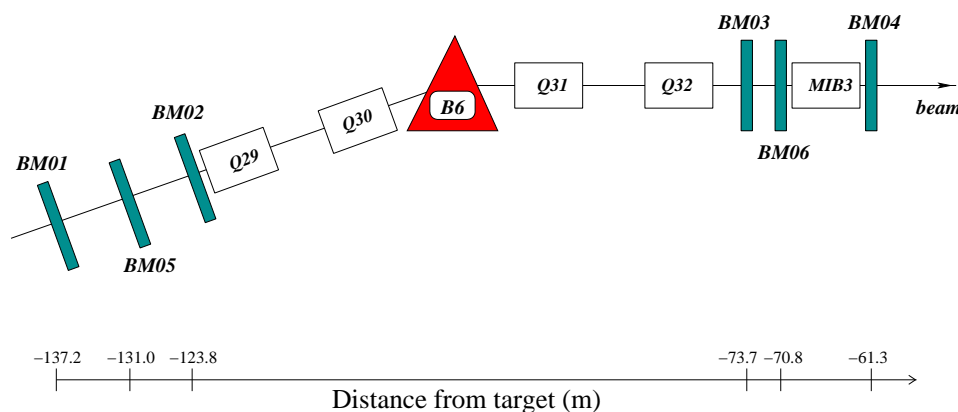 BM03
BM04
BM02
Q31
Q32
MIB3
B6
Q30
beam
BM01
Q29
BM06
BM05
−137.2
−131.0
−123.8
−73.7
−70.8
−61.3
Distance from target (m)